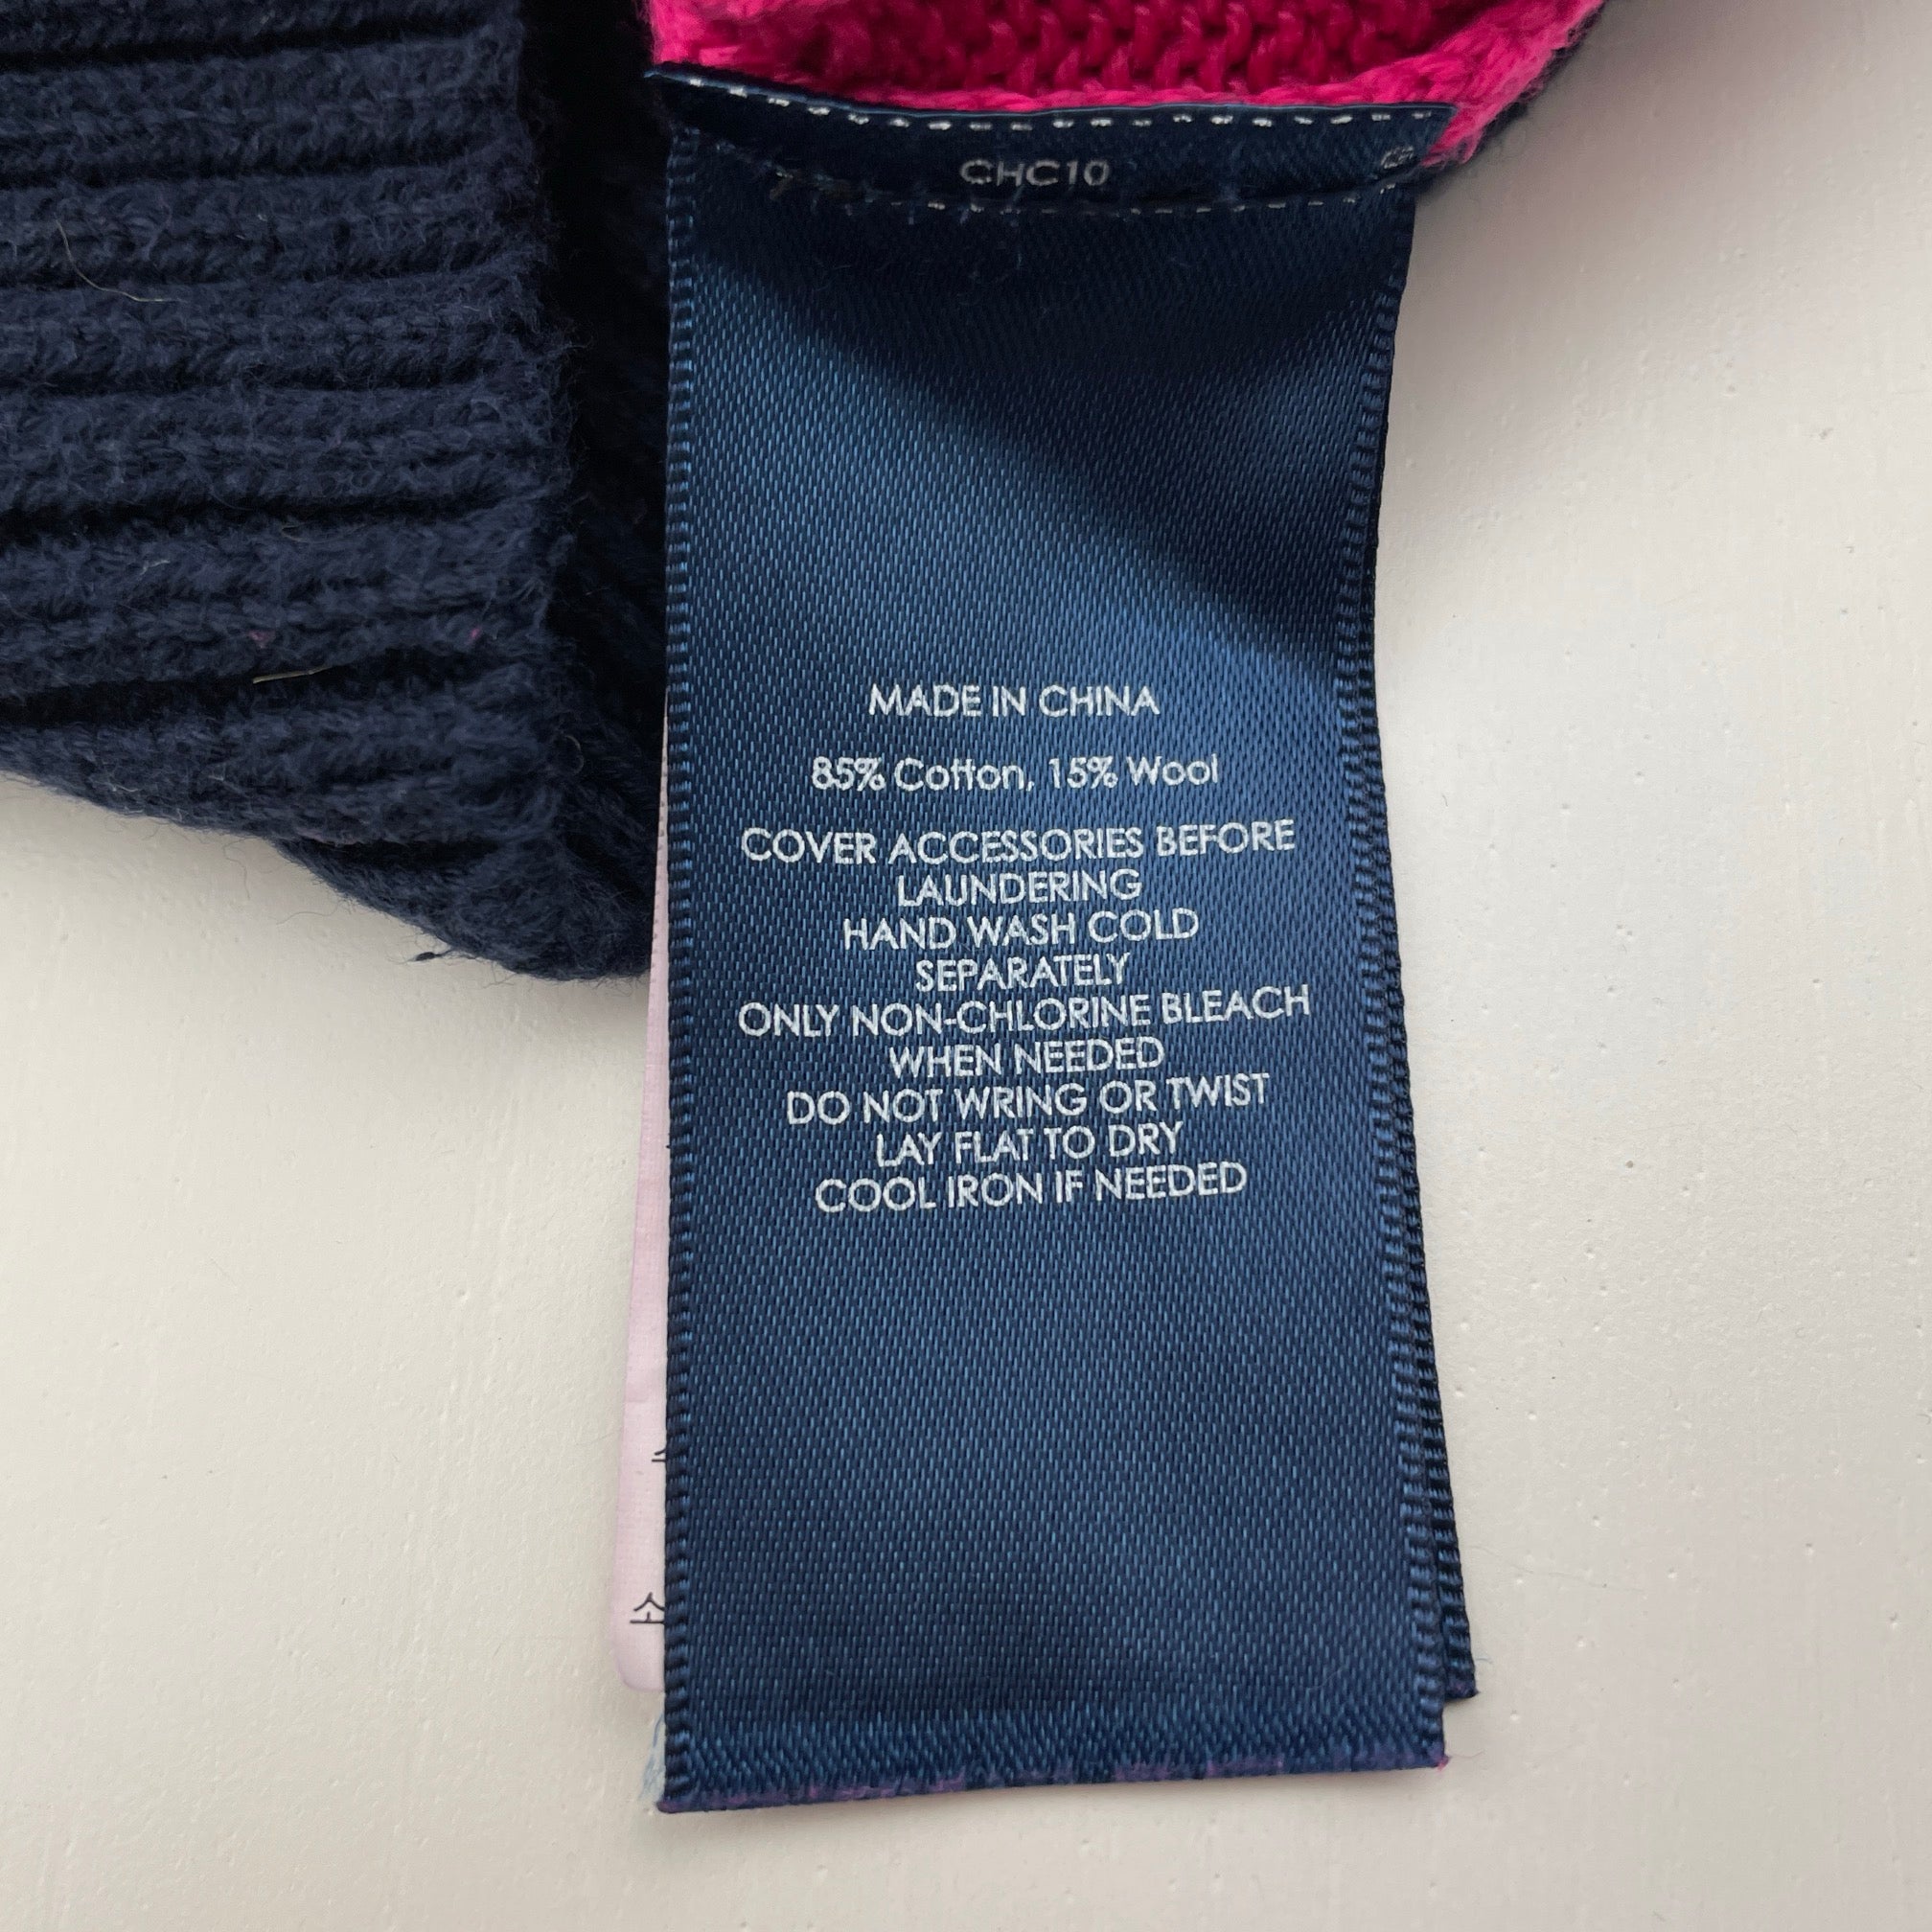 CHC10
MADE IN CHINA
85% Cotton, 15% Wool
COVER ACCESSORIES BEFORE
LAUNDERING
HAND WASH COLD
SEPARATELY
ONLY NON-CHLORINE BLEACH
WHEN NEEDED
DO NOT WRING OR TWIST
LAY FLAT TO DRY
COOL IRON IF NEEDED
소